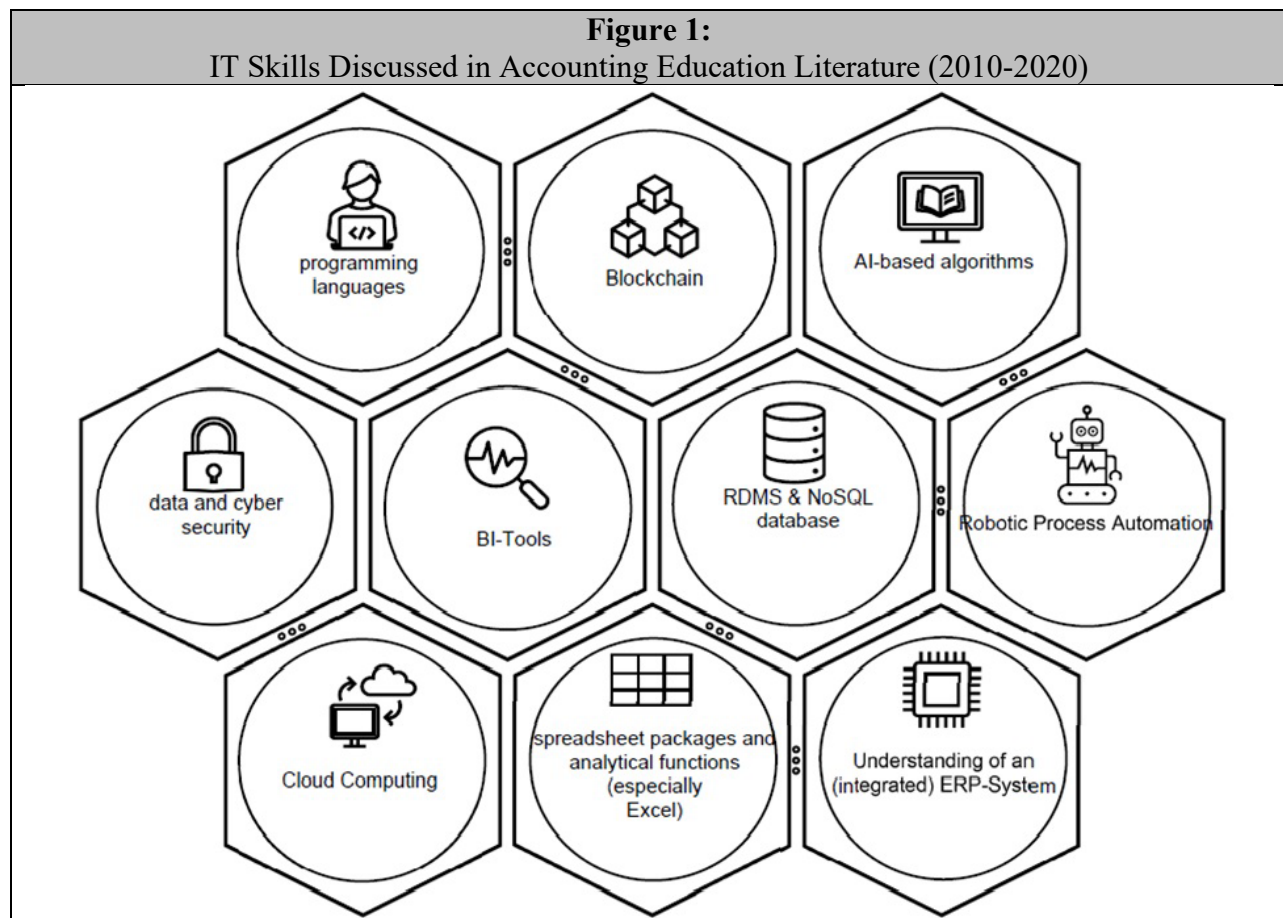 Figure 1:
IT Skills Discussed in Accounting Education Literature (2010-2020)
</>
programming
languages
Blockchain
AI-based algorithms
data and cyber
security
BI-Tools
RDMS & NoSQL
database
Robotic Process Automation
Cloud Computing
spreadsheet packages and
analytical functions
(especially
Excel)
Understanding of an
(integrated) ERP-System